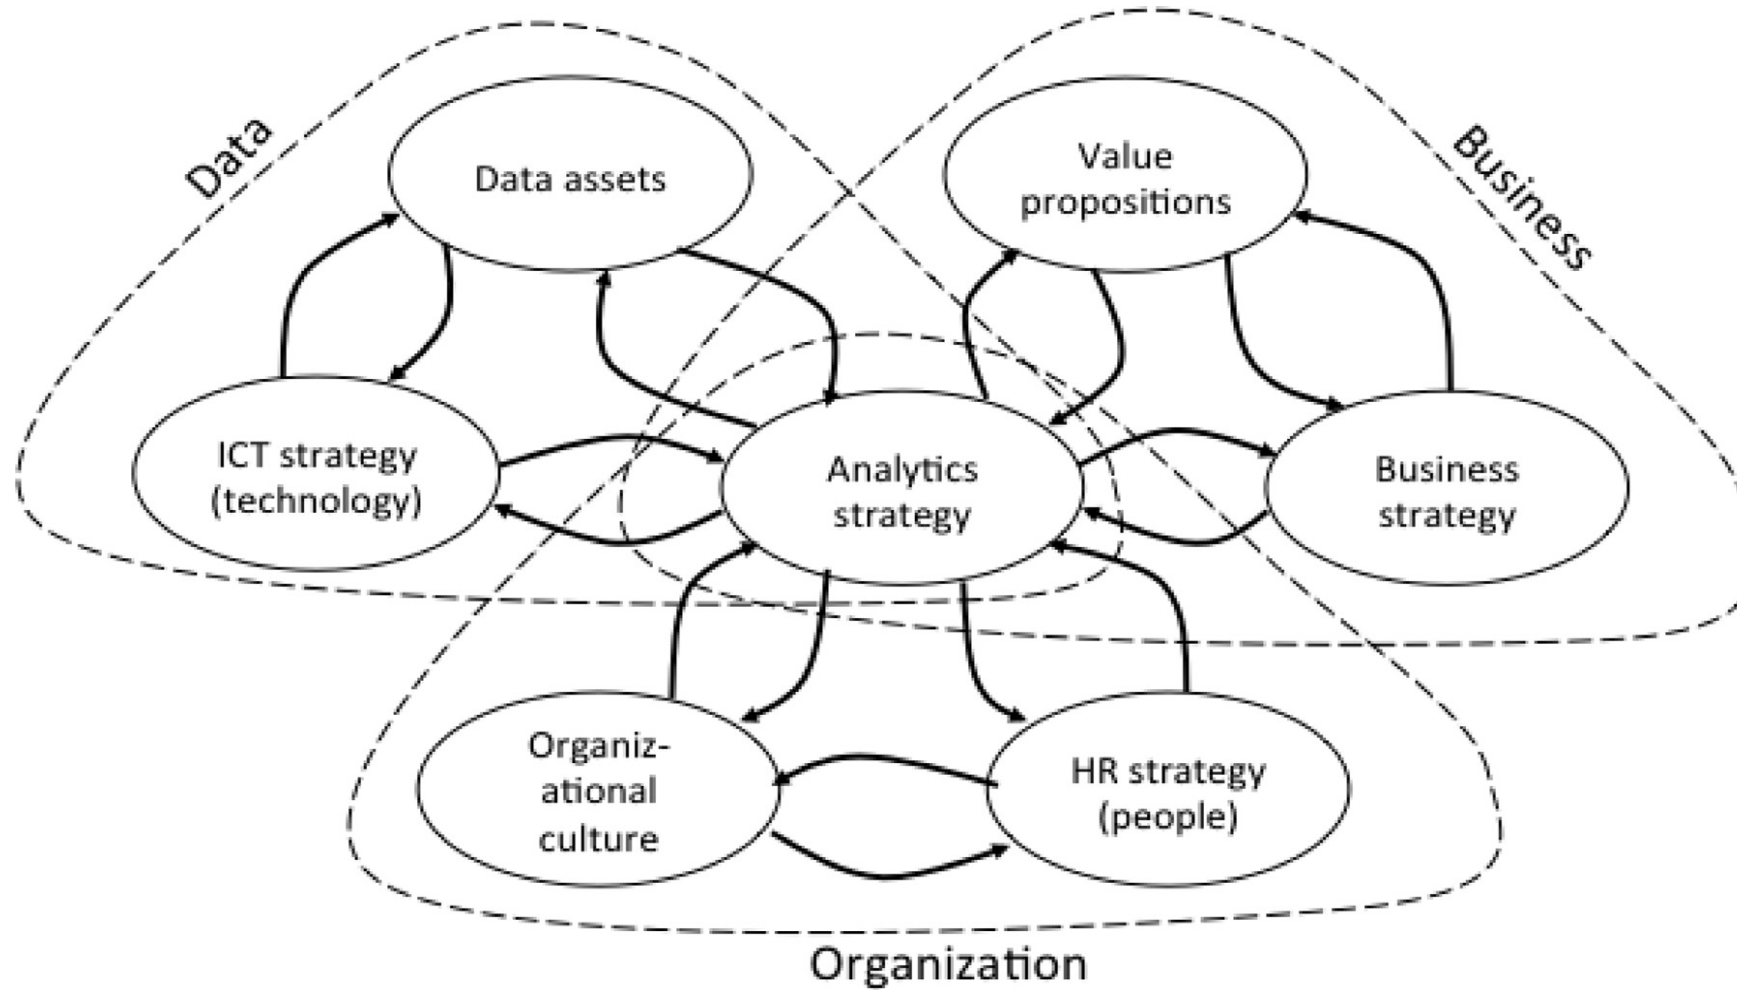 Data
Data assets
Value
propositions
Business
ICT strategy
(technology)
Analytics
strategy
Business
strategy
Organiz-
ational
culture
HR strategy
(people)
Organization